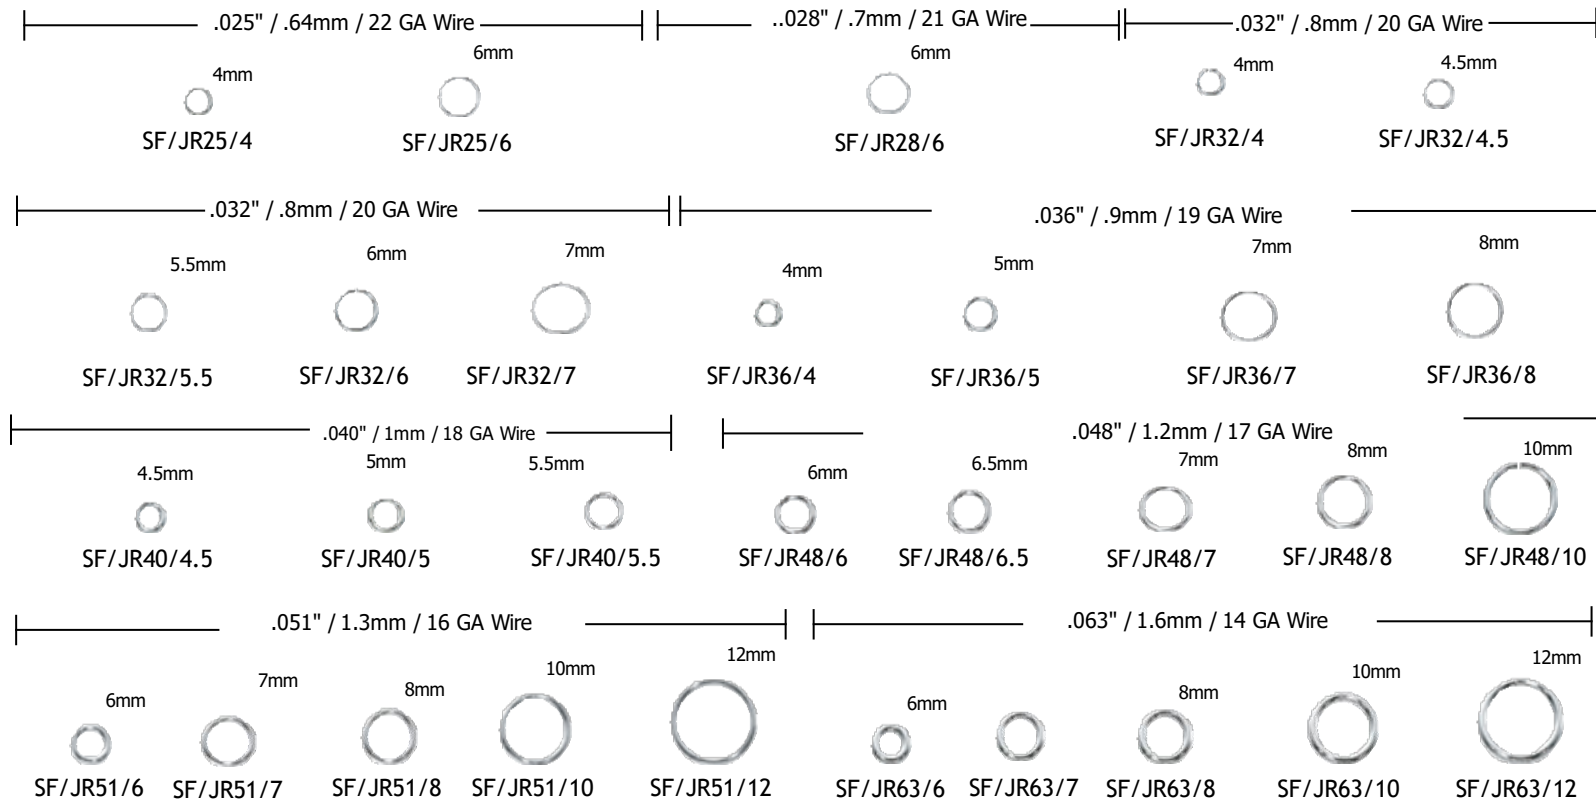 .025" / .64mm / 22 GA Wire
..028" / .7mm / 21 GA Wire
.032" / .8mm / 20 GA Wire
4mm
6mm
6mm
4mm
4.5mm
SF/JR25/4
SF/JR25/6
SF/JR28/6
SF/JR32/4
SF/JR32/4.5
.032" / .8mm / 20 GA Wire
.036" / .9mm / 19 GA Wire
5.5mm
6mm
7mm
4mm
5mm
7mm
8mm
SF/JR32/5.5
SF/JR32/6
SF/JR32/7
SF/JR36/4
SF/JR36/5
SF/JR36/7
SF/JR36/8
.040" / 1mm / 18 GA Wire
.048" / 1.2mm / 17 GA Wire
4.5mm
5mm
5.5mm
6mm
6.5mm
7mm
8mm
10mm
SF/JR40/4.5
SF/JR40/5
SF/JR40/5.5
SF/JR48/6
SF/JR48/6.5
SF/JR48/7
SF/JR48/8
SF/JR48/10
.051" / 1.3mm / 16 GA Wire
.063" / 1.6mm / 14 GA Wire
6mm
7mm
8mm
10mm
12mm
6mm
8mm
10mm
12mm
SF/JR51/6
SF/JR51/7
SF/JR51/8
SF/JR51/10
SF/JR51/12
SF/JR63/6
SF/JR63/7
SF/JR63/8
SF/JR63/10
SF/JR63/12